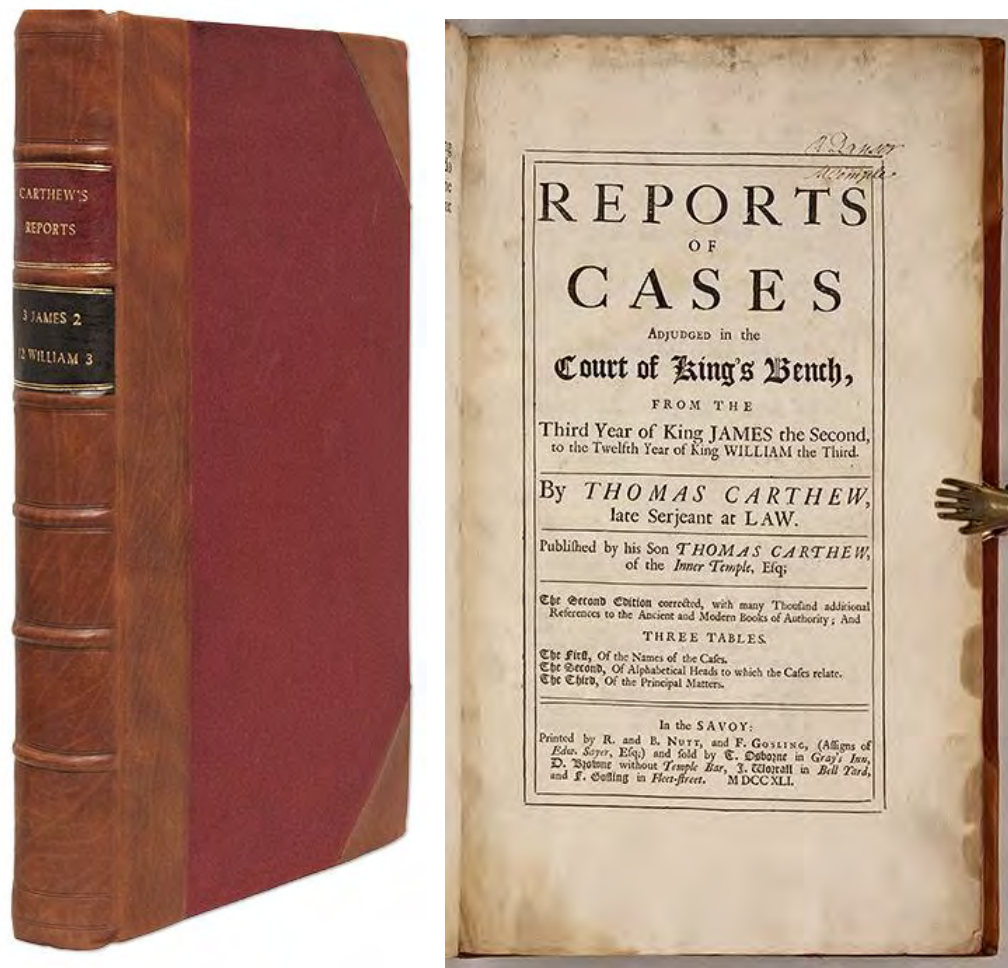 CARTHEW'S
REPORTS
3 JAMES 2
12 WILLIAM 3
REPORTS
OF
CASES
ADJUDGED in the
Court of King's Bench,
FROM THE
Third Year of King JAMES the Second,
to the Twelfth Year of King WILLIAM the Third.
By THOMAS CARTHEW,
late Serjeant at LAW.
Publiſhed by his Son THOMAS CARTHEW,
of the Inner Temple, Eſq;
The Second Edition corrected, with many Thouſand additional
References to the Ancient and Modern Books of Authority; And
THREE TABLES.
The Firſt, Of the Names of the Caſes.
The Second, Of Alphabetical Heads to which the Caſes relate.
The Third, Of the Principal Matters.
In the SAVOY:
Printed by R. and B. NUTT, and F. GOSLING, (Aſſigns of
Edw. Sayer, Eſq;) and ſold by T. Osborne in Gray's Inn,
D. Browne without Temple Bar, J. Worrall in Bell Yard,
and F. Goſling in Fleet-ſtreet. MDCCXLI.